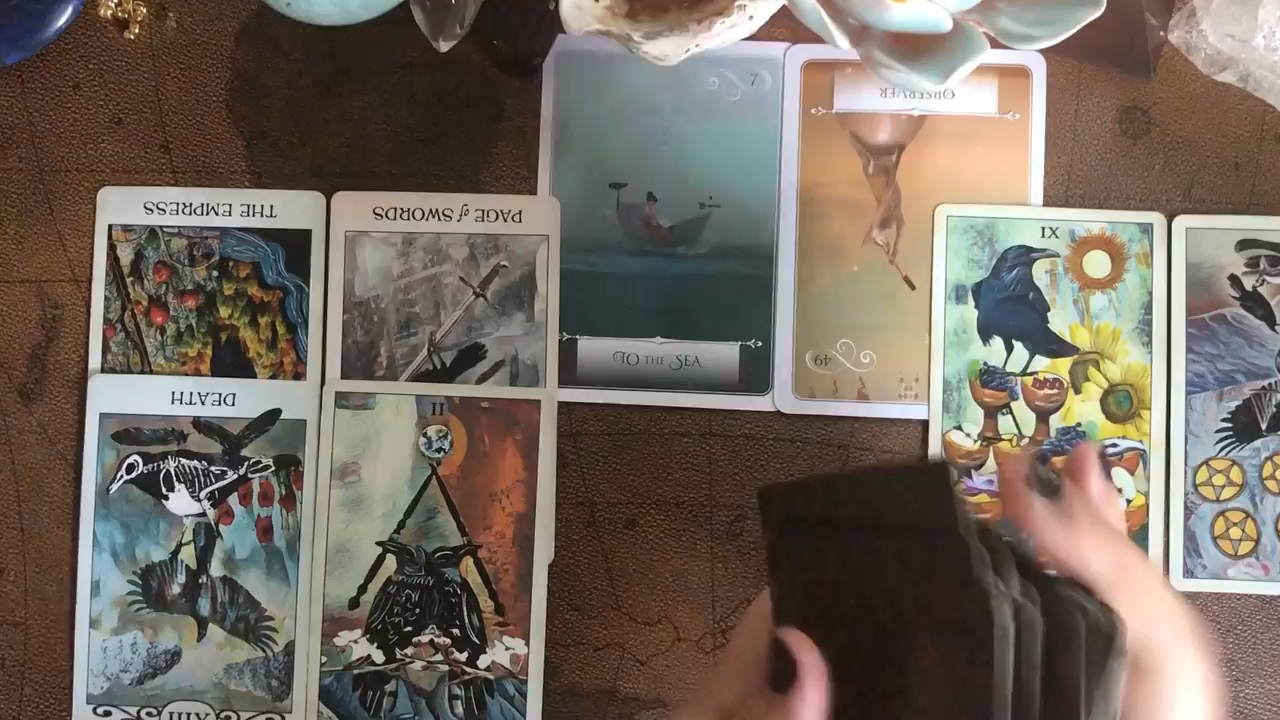 7
OBSERVER
THE EMPRESS
PAGE of SWORDS
IX
TO THE SEA
49
DEATH
II
XIII